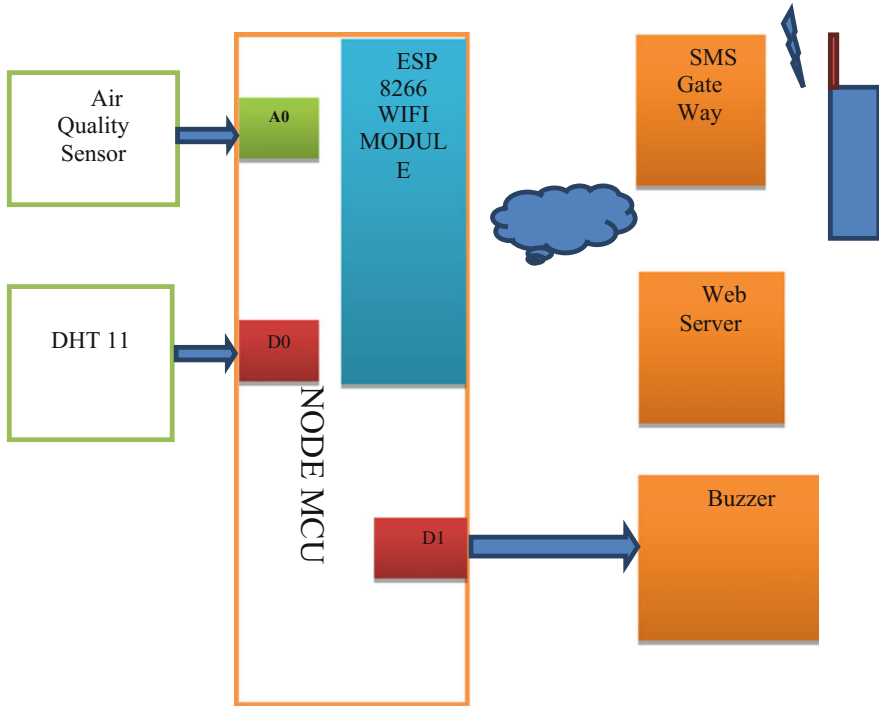 Air
Quality
Sensor
A0
ESP
8266
WIFI
MODUL
E
SMS
Gate
Way
DHT 11
D0
NODE MCU
Web
Server
D1
Buzzer